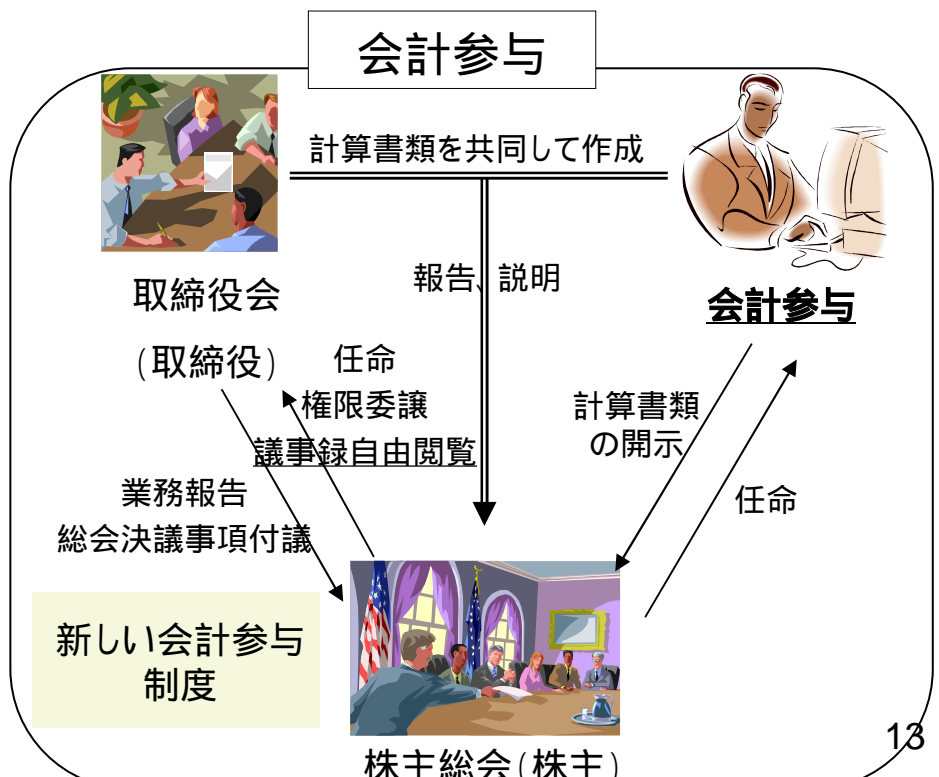 会計参与
計算書類を共同して作成
報告、説明
取締役会
(取締役)
会計参与
任命
権限委譲
議事録自由閲覧
計算書類
の開示
業務報告
総会決議事項付議
任命
新しい会計参与
制度
株主総会(株主)
13